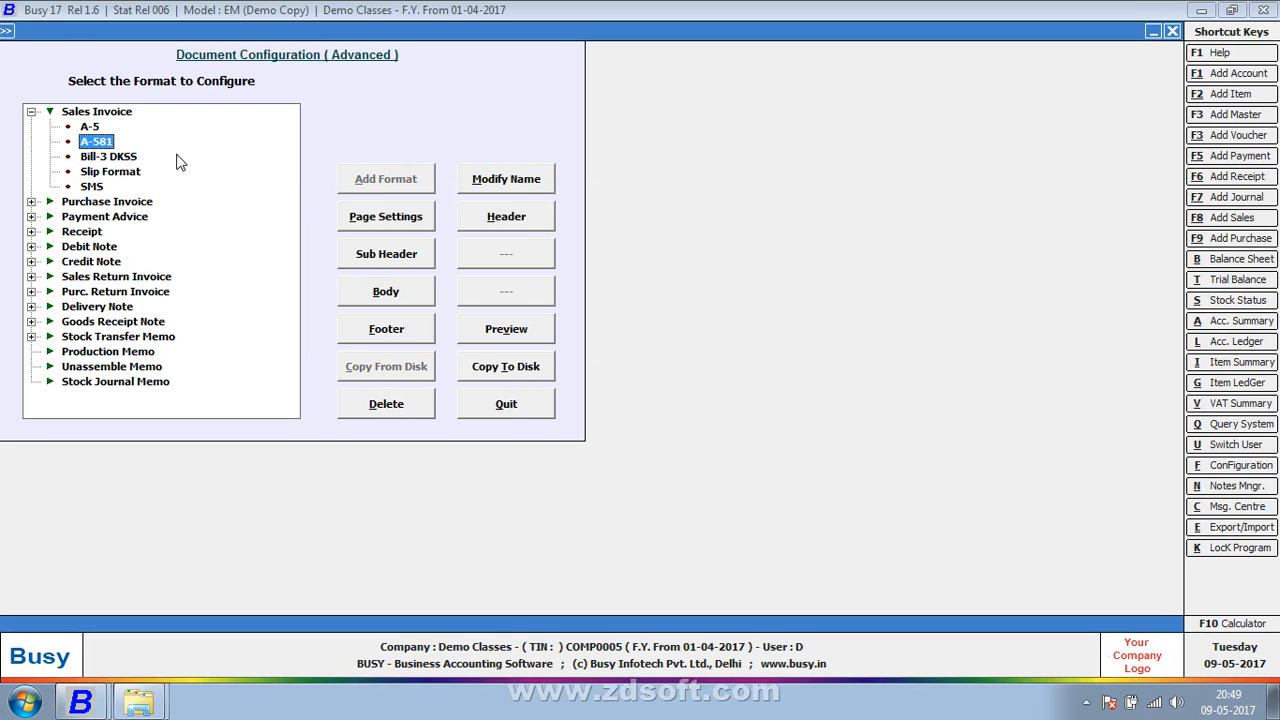 Busy 17 Rel 1.6 | Stat Rel 006 | Model : EM (Demo Copy) | Demo Classes - F.Y. From 01-04-2017
>>
Document Configuration ( Advanced )
Select the Format to Configure
Sales Invoice
A-5
A-581
Bill-3 DKSS
Slip Format
SMS
Purchase Invoice
Payment Advice
Receipt
Debit Note
Credit Note
Sales Return Invoice
Purc. Return Invoice
Delivery Note
Goods Receipt Note
Stock Transfer Memo
Production Memo
Unassemble Memo
Stock Journal Memo
Add Format
Modify Name
Page Settings
Header
Sub Header
---
Body
---
Footer
Preview
Copy From Disk
Copy To Disk
Delete
Quit
Shortcut Keys
F1 Help
F1 Add Account
F2 Add Item
F3 Add Master
F3 Add Voucher
F5 Add Payment
F6 Add Receipt
F7 Add Journal
F8 Add Sales
F9 Add Purchase
B Balance Sheet
T Trial Balance
S Stock Status
A Acc. Summary
L Acc. Ledger
I Item Summary
G Item LedGer
V VAT Summary
Q Query System
U Switch User
F ConFiguration
N Notes Mngr.
C Msg. Centre
E Export/Import
K LocK Program
F10 Calculator
Busy
Company : Demo Classes - ( TIN : ) COMP0005 ( F.Y. From 01-04-2017 ) - User : D
BUSY - Business Accounting Software ; (c) Busy Infotech Pvt. Ltd., Delhi ; www.busy.in
Your
Company
Logo
Tuesday
09-05-2017
B
www.zdsoft.com
20:49
09-05-2017